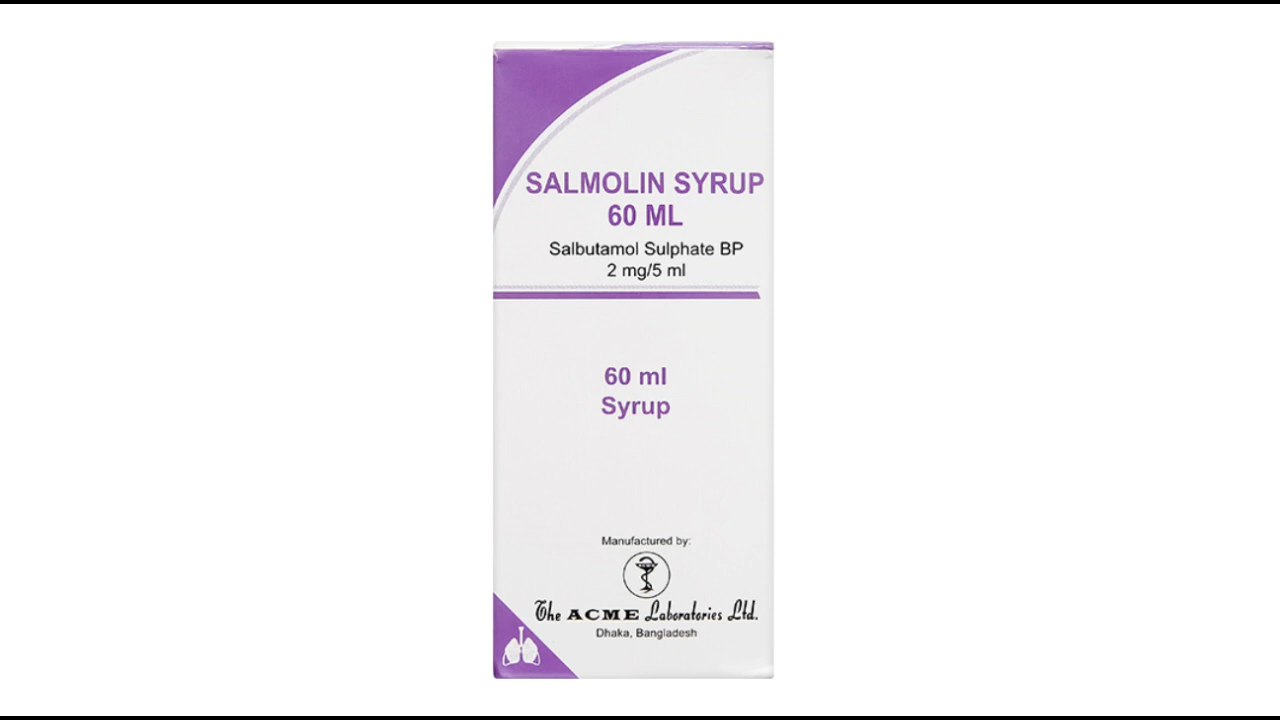 SALMOLIN SYRUP
60 ML
Salbutamol Sulphate BP
2 mg/5 ml
60 ml
Syrup
Manufactured by:
The ACME Laboratories Ltd.
Dhaka, Bangladesh